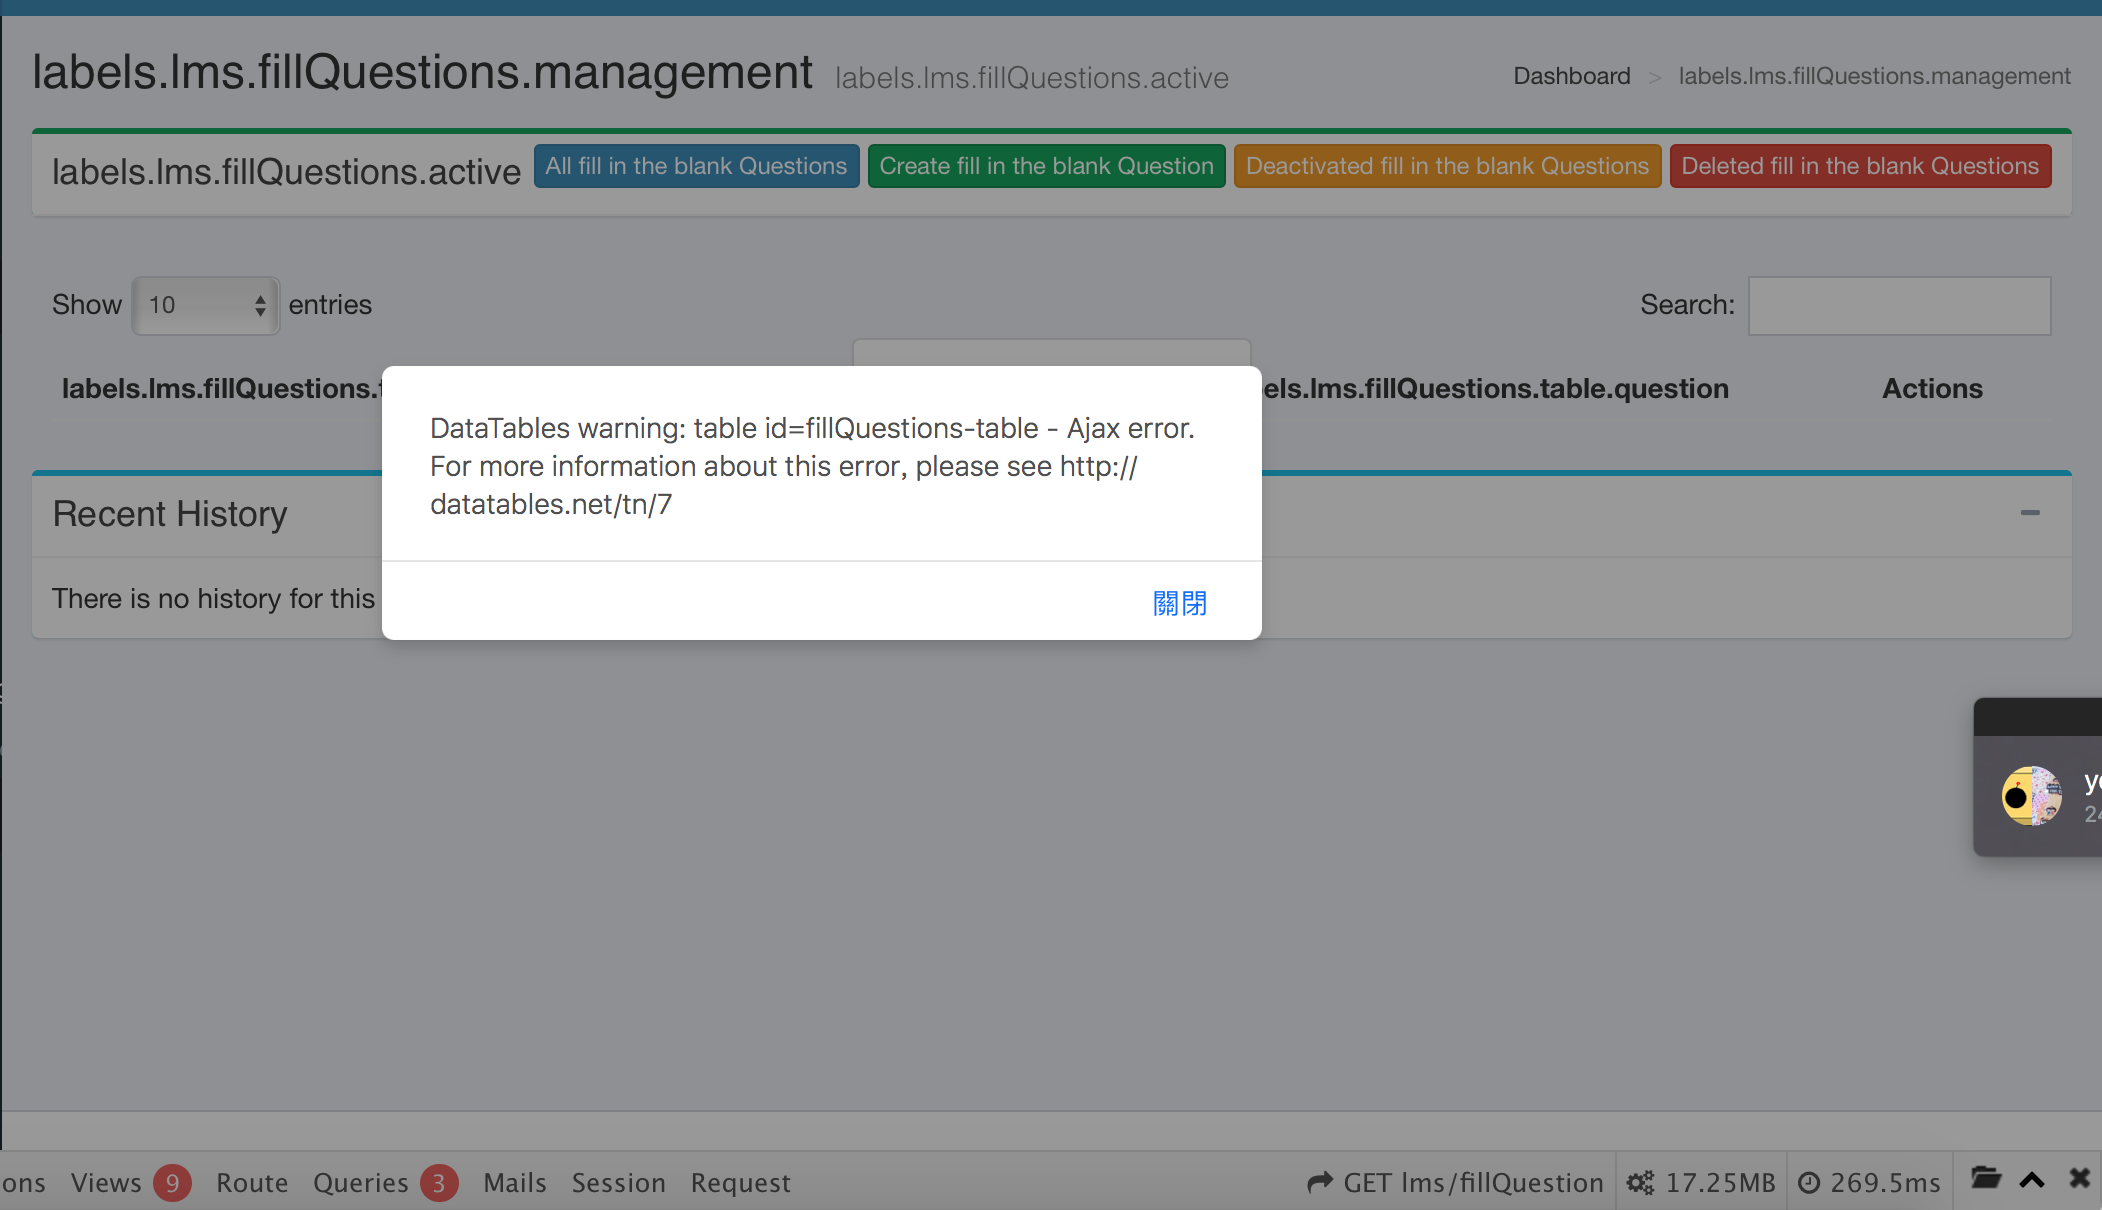 labels.lms.fillQuestions.management labels.lms.fillQuestions.active
Dashboard > labels.lms.fillQuestions.management
labels.lms.fillQuestions.active All fill in the blank Questions Create fill in the blank Question Deactivated fill in the blank Questions Deleted fill in the blank Questions
Show 10 entries
Search:
labels.lms.fillQuestions. els.lms.fillQuestions.table.question Actions
DataTables warning: table id=fillQuestions-table - Ajax error.
For more information about this error, please see http://
datatables.net/tn/7
關閉
Recent History
There is no history for this
ons Views 9 Route Queries 3 Mails Session Request GET lms/fillQuestion 17.25MB 269.5ms